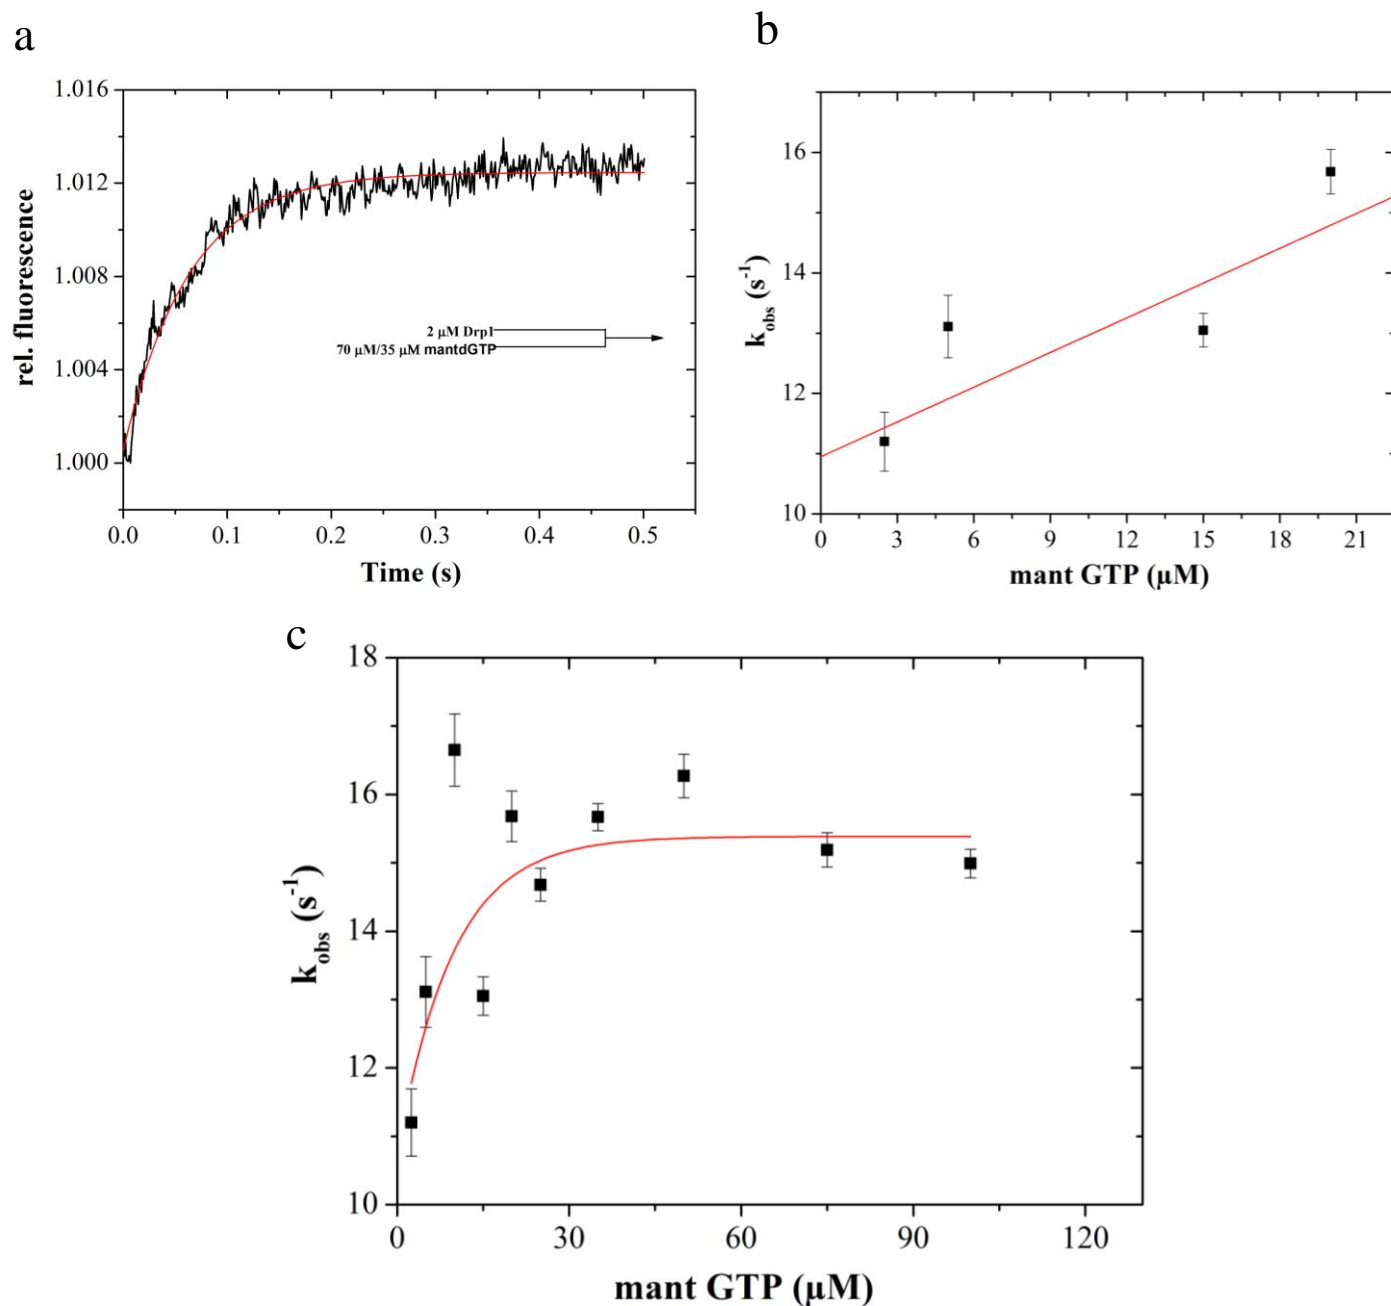 a
1.016
1.012
1.008
1.004
1.000
rel. fluorescence
2 μM Drp1
70 μM/35 μM mantdGTP
0.0 0.1 0.2 0.3 0.4 0.5
Time (s)
b
16
14
12
10
k_obs (s⁻¹)
0 3 6 9 12 15 18 21
mant GTP (μM)
c
18
16
14
12
10
k_obs (s⁻¹)
0 30 60 90 120
mant GTP (μM)